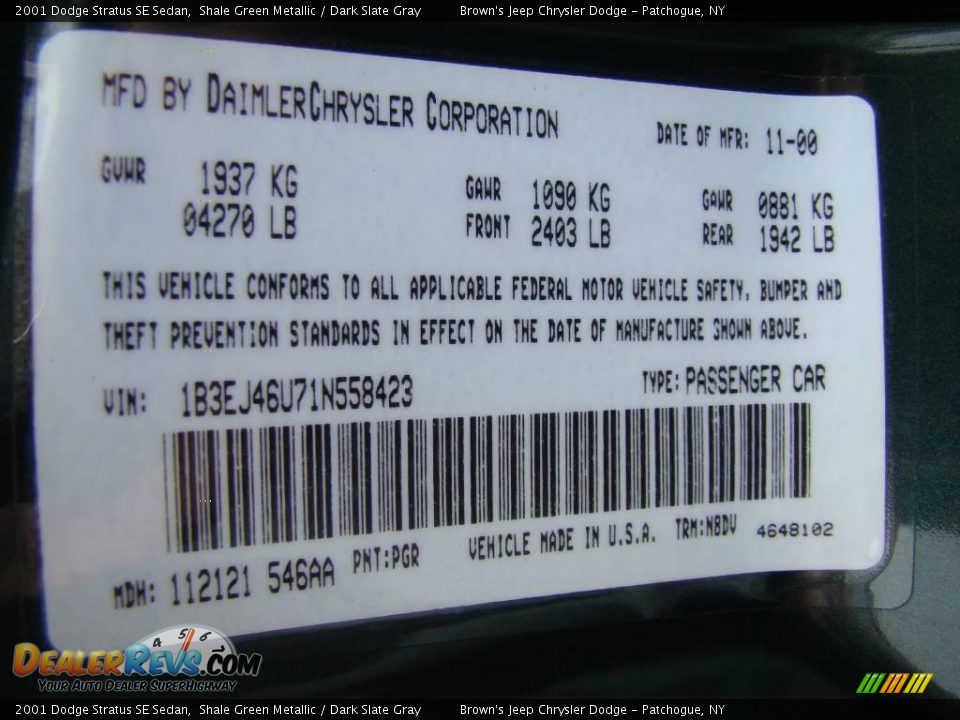 2001 Dodge Stratus SE Sedan, Shale Green Metallic / Dark Slate Gray Brown's Jeep Chrysler Dodge - Patchogue, NY
MFD BY DAIMLERCHRYSLER CORPORATION DATE OF MFR: 11-00
GVWR 1937 KG GAWR 1090 KG GAWR 0881 KG
04270 LB FRONT 2403 LB REAR 1942 LB
THIS VEHICLE CONFORMS TO ALL APPLICABLE FEDERAL MOTOR VEHICLE SAFETY, BUMPER AND
THEFT PREVENTION STANDARDS IN EFFECT ON THE DATE OF MANUFACTURE SHOWN ABOVE.
VIN: 1B3EJ46U71N558423 TYPE: PASSENGER CAR
MDH: 112121 546AA PNT:PGR VEHICLE MADE IN U.S.A. TRM:N8DV 4648102
4 5 6
DEALERREVS.COM
YOUR AUTO DEALER SUPERHIGHWAY
2001 Dodge Stratus SE Sedan, Shale Green Metallic / Dark Slate Gray Brown's Jeep Chrysler Dodge - Patchogue, NY